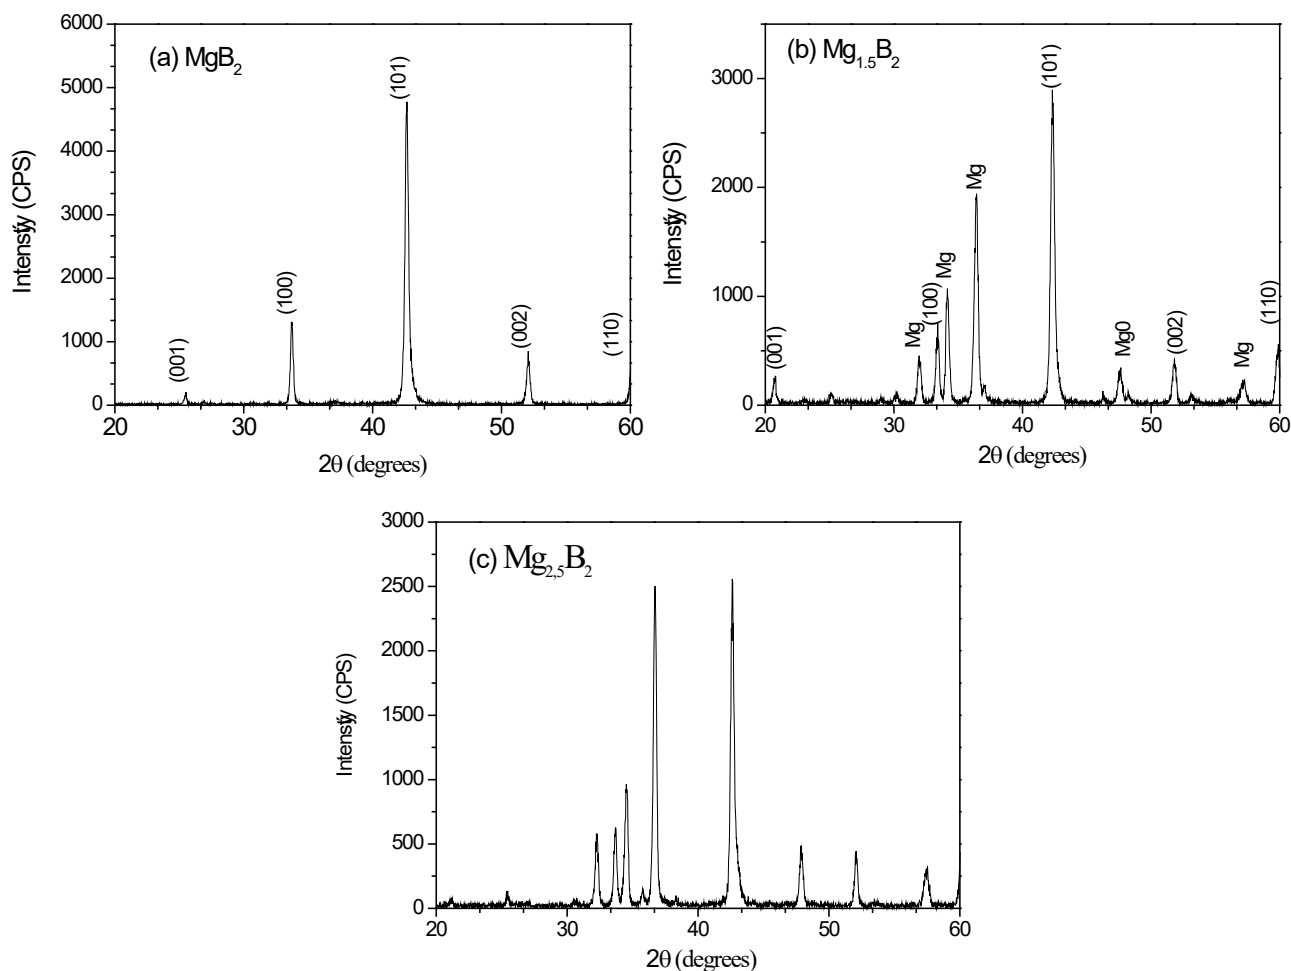 (a) MgB2
6000
5000
4000
3000
2000
1000
0
Intensity (CPS)
(001)
(100)
(101)
(002)
(110)
20 30 40 50 60
2θ (degrees)
(b) Mg1.5B2
3000
2000
1000
0
Intensity (CPS)
(001)
Mg
(100)
Mg
Mg
(101)
Mg0
(002)
Mg
(110)
20 30 40 50 60
2θ (degrees)
(c) Mg2,5B2
3000
2500
2000
1500
1000
500
0
Intensity (CPS)
20 30 40 50 60
2θ (degrees)